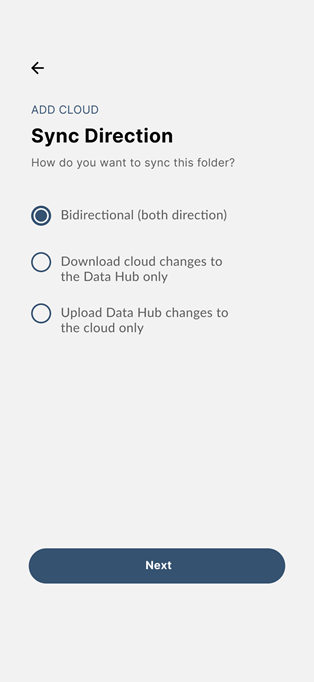 ADD CLOUD
Sync Direction
How do you want to sync this folder?
Bidirectional (both direction)
Download cloud changes to
the Data Hub only
Upload Data Hub changes to
the cloud only
Next